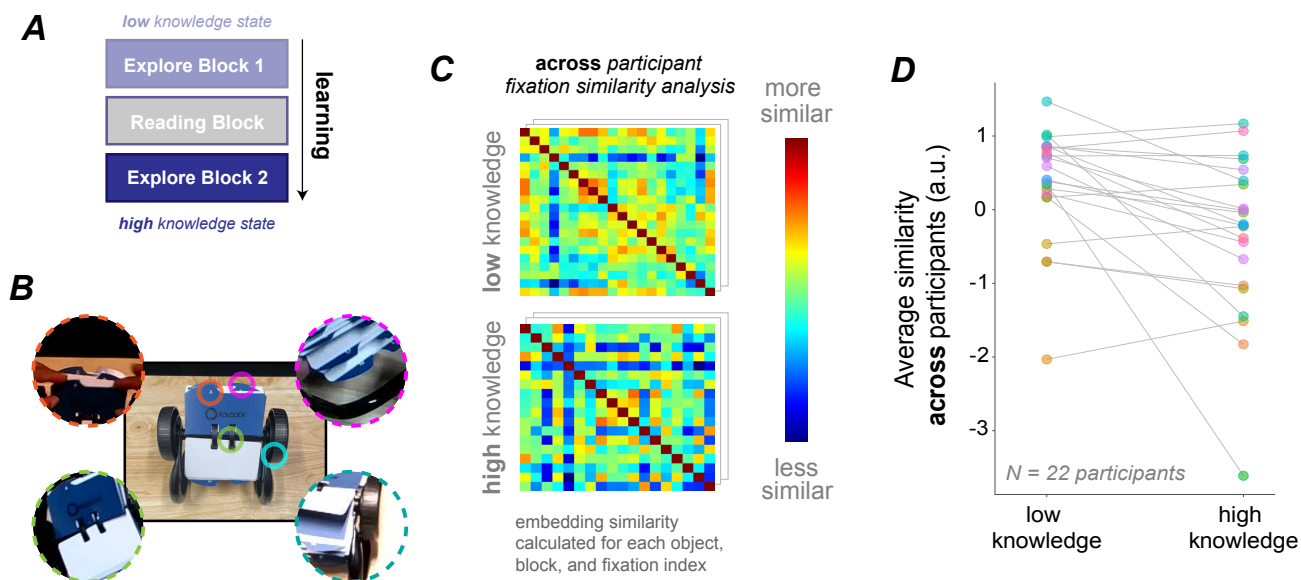 A
low knowledge state
Explore Block 1
Reading Block
Explore Block 2
learning
high knowledge state
B
ROLODEX
C
across participant
fixation similarity analysis
low knowledge
high knowledge
more
similar
less
similar
embedding similarity
calculated for each object,
block, and fixation index
D
Average similarity
across participants (a.u.)
1
0
-1
-2
-3
N = 22 participants
low
knowledge
high
knowledge